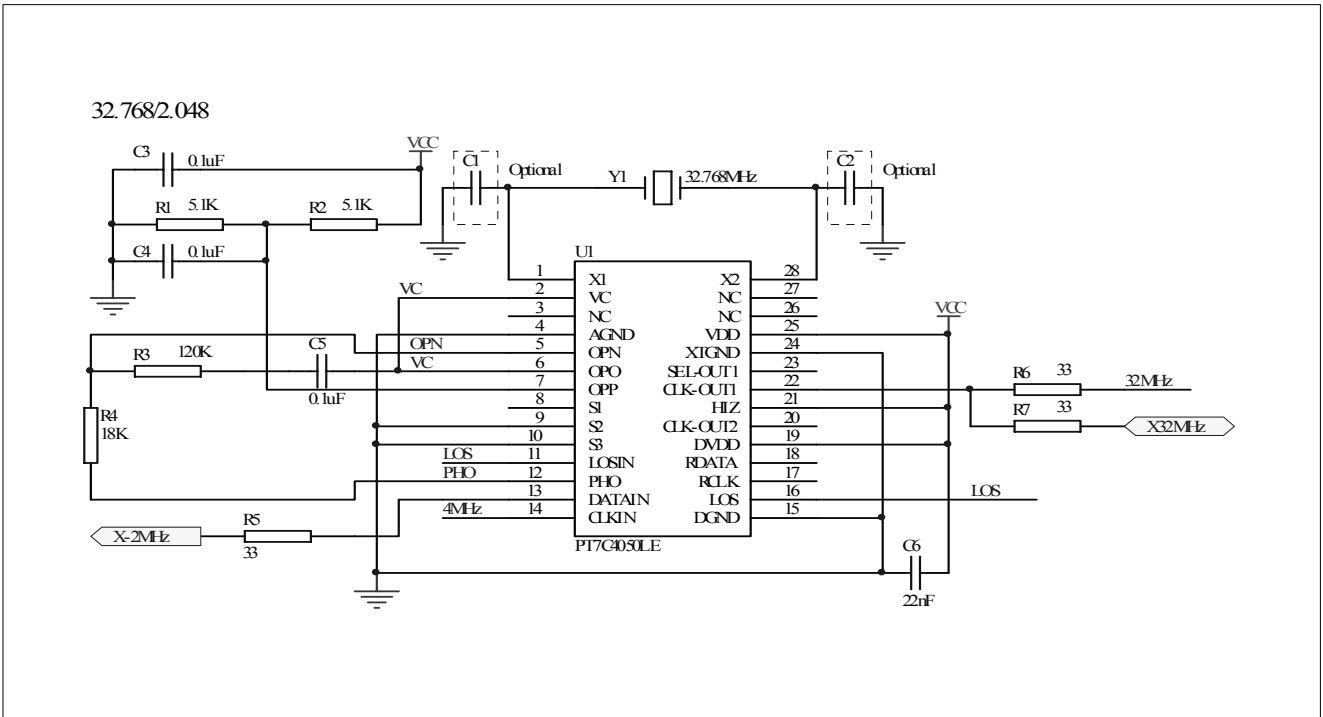 32.768/2.048
C3
0.1uF
VCC
R1
5.1K
R2
5.1K
C4
0.1uF
C1
Optional
Y1
32.768MHz
C2
Optional
U1
1 X1
2 VC
3 NC
4 AGND
5 OPN
6 OPO
7 OPP
8 S1
9 S2
10 S3
11 LOSIN
12 PHO
13 DATAIN
14 CLKIN
X2 28
NC 27
NC 26
VDD 25
XTGND 24
SEL-OUT1 23
CLK-OUT1 22
HIZ 21
CLK-OUT2 20
DVDD 19
RDATA 18
RCLK 17
LOS 16
DGND 15
PT7C4050LE
VC
OPN
VC
R3
120K
C5
0.1uF
R4
18K
LOS
PHO
4MHz
X-2MHz
R5
33
VCC
R6
33
32MHz
R7
33
X32MHz
LOS
C6
22nF